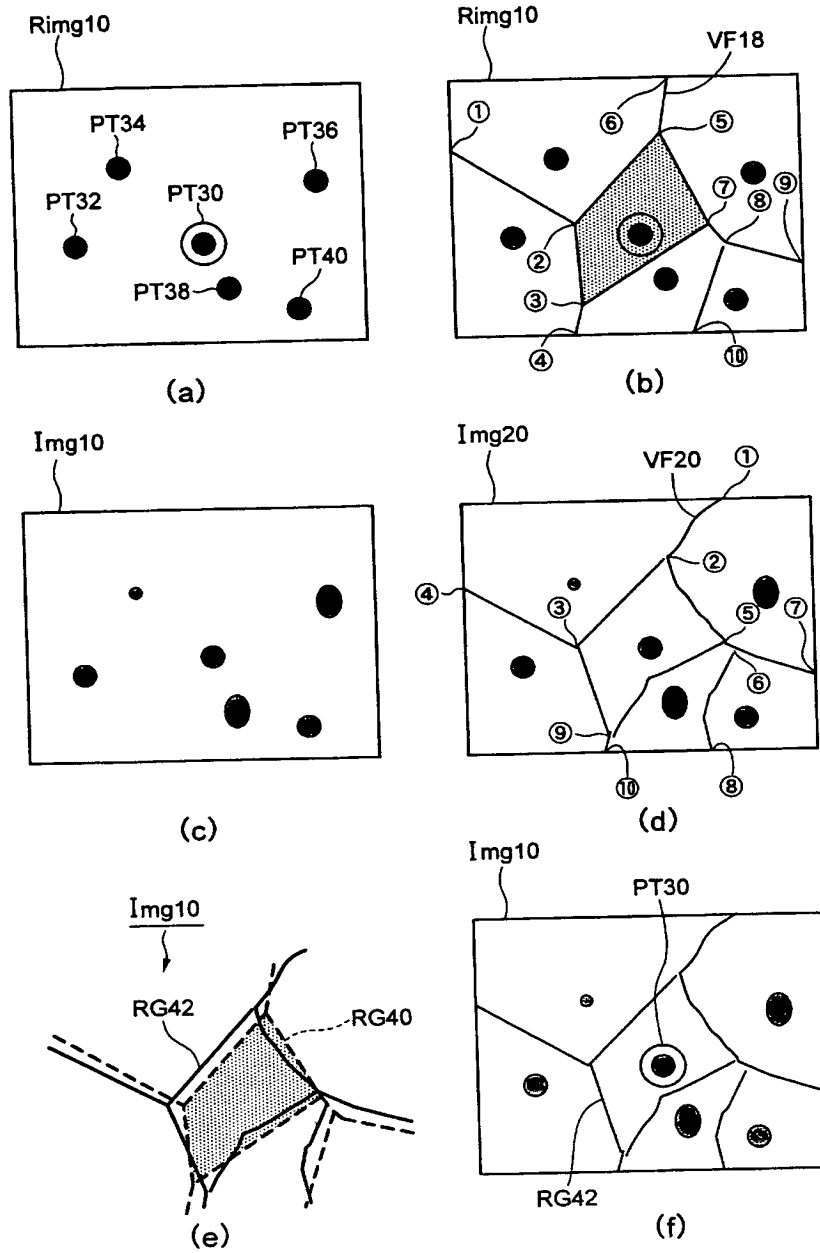 Rimg10
PT34
PT36
PT32
PT30
PT38
PT40
(a)
Rimg10
VF18
①
⑥
⑤
⑦
⑧
⑨
②
③
④
⑩
(b)
Img10
(c)
Img20
VF20
①
②
④
③
⑤
⑦
⑥
⑨
⑩
⑧
(d)
Img10
RG42
RG40
(e)
Img10
PT30
RG42
(f)